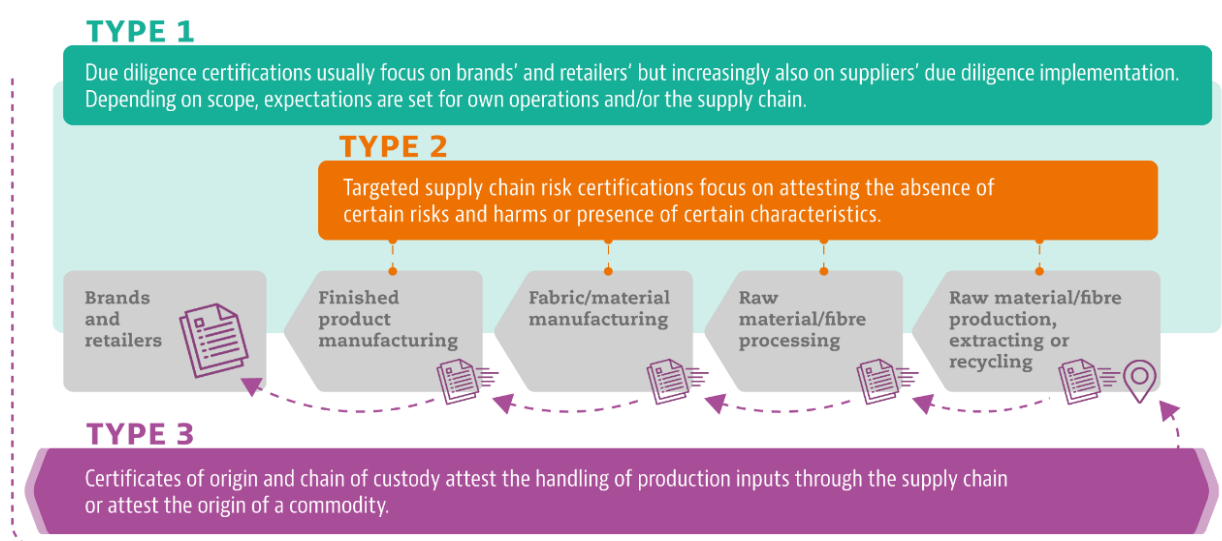 TYPE 1
Due diligence certifications usually focus on brands’ and retailers’ but increasingly also on suppliers’ due diligence implementation.
Depending on scope, expectations are set for own operations and/or the supply chain.
TYPE 2
Targeted supply chain risk certifications focus on attesting the absence of
certain risks and harms or presence of certain characteristics.
Brands
and
retailers
Finished
product
manufacturing
Fabric/material
manufacturing
Raw
material/fibre
processing
Raw material/fibre
production,
extracting or
recycling
TYPE 3
Certificates of origin and chain of custody attest the handling of production inputs through the supply chain
or attest the origin of a commodity.